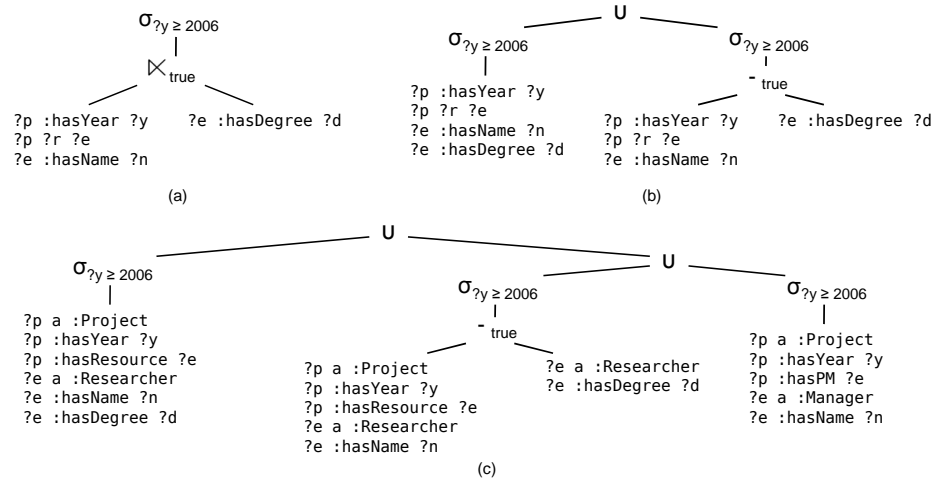 σ?y ≥ 2006
⟕ true
?p :hasYear ?y
?p ?r ?e
?e :hasName ?n
?e :hasDegree ?d
(a)
∪
σ?y ≥ 2006
?p :hasYear ?y
?p ?r ?e
?e :hasName ?n
?e :hasDegree ?d
σ?y ≥ 2006
- true
?p :hasYear ?y
?p ?r ?e
?e :hasName ?n
?e :hasDegree ?d
(b)
∪
σ?y ≥ 2006
?p a :Project
?p :hasYear ?y
?p :hasResource ?e
?e a :Researcher
?e :hasName ?n
?e :hasDegree ?d
∪
σ?y ≥ 2006
- true
?p a :Project
?p :hasYear ?y
?p :hasResource ?e
?e a :Researcher
?e :hasName ?n
?e a :Researcher
?e :hasDegree ?d
σ?y ≥ 2006
?p a :Project
?p :hasYear ?y
?p :hasPM ?e
?e a :Manager
?e :hasName ?n
(c)